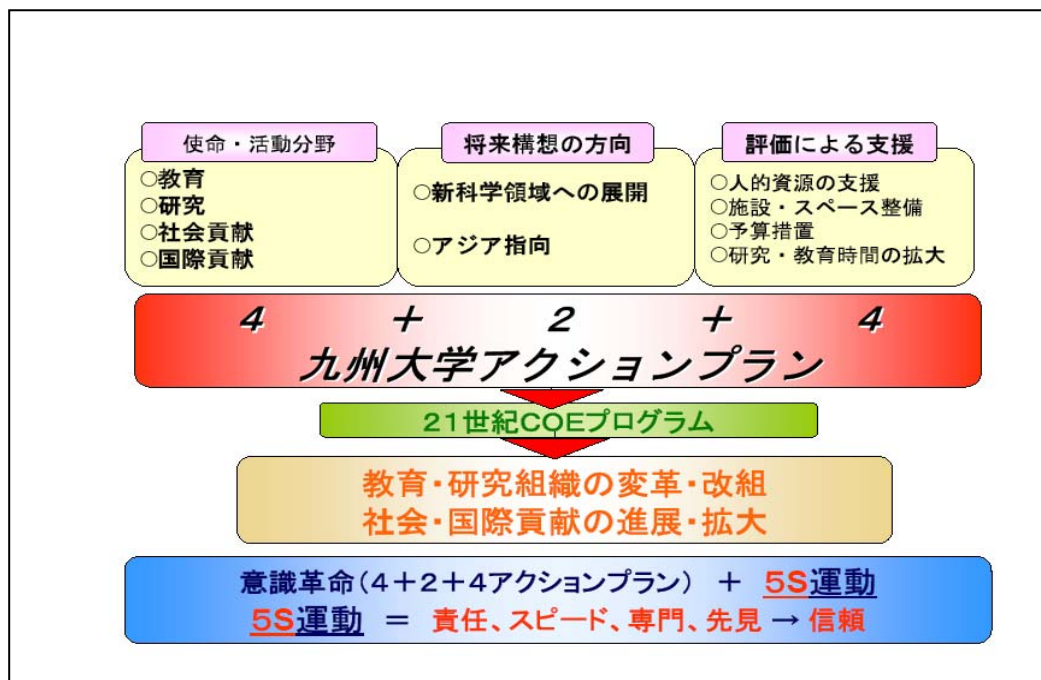 使命・活動分野
○教育
○研究
○社会貢献
○国際貢献
将来構想の方向
○新科学領域への展開
○アジア指向
評価による支援
○人的資源の支援
○施設・スペース整備
○予算措置
○研究・教育時間の拡大
4 + 2 + 4
九州大学アクションプラン
21世紀COEプログラム
教育・研究組織の変革・改組
社会・国際貢献の進展・拡大
意識革命(4+2+4アクションプラン) + 5S運動
5S運動 = 責任、スピード、専門、先見 → 信頼